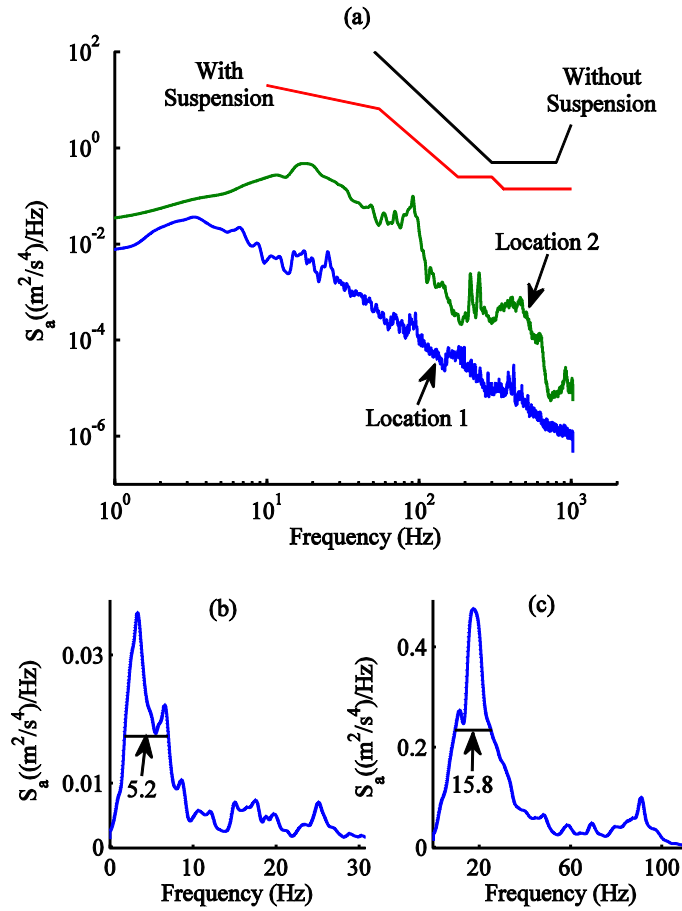 (a)
S_a((m^2/s^4)/Hz)
10^2
10^0
10^-2
10^-4
10^-6
With
Suspension
Without
Suspension
Location 2
Location 1
10^0 10^1 10^2 10^3
Frequency (Hz)
(b)
S_a((m^2/s^4)/Hz)
0.03
0.01
0
5.2
0 10 20 30
Frequency (Hz)
(c)
S_a((m^2/s^4)/Hz)
0.4
0.2
0
15.8
20 60 100
Frequency (Hz)